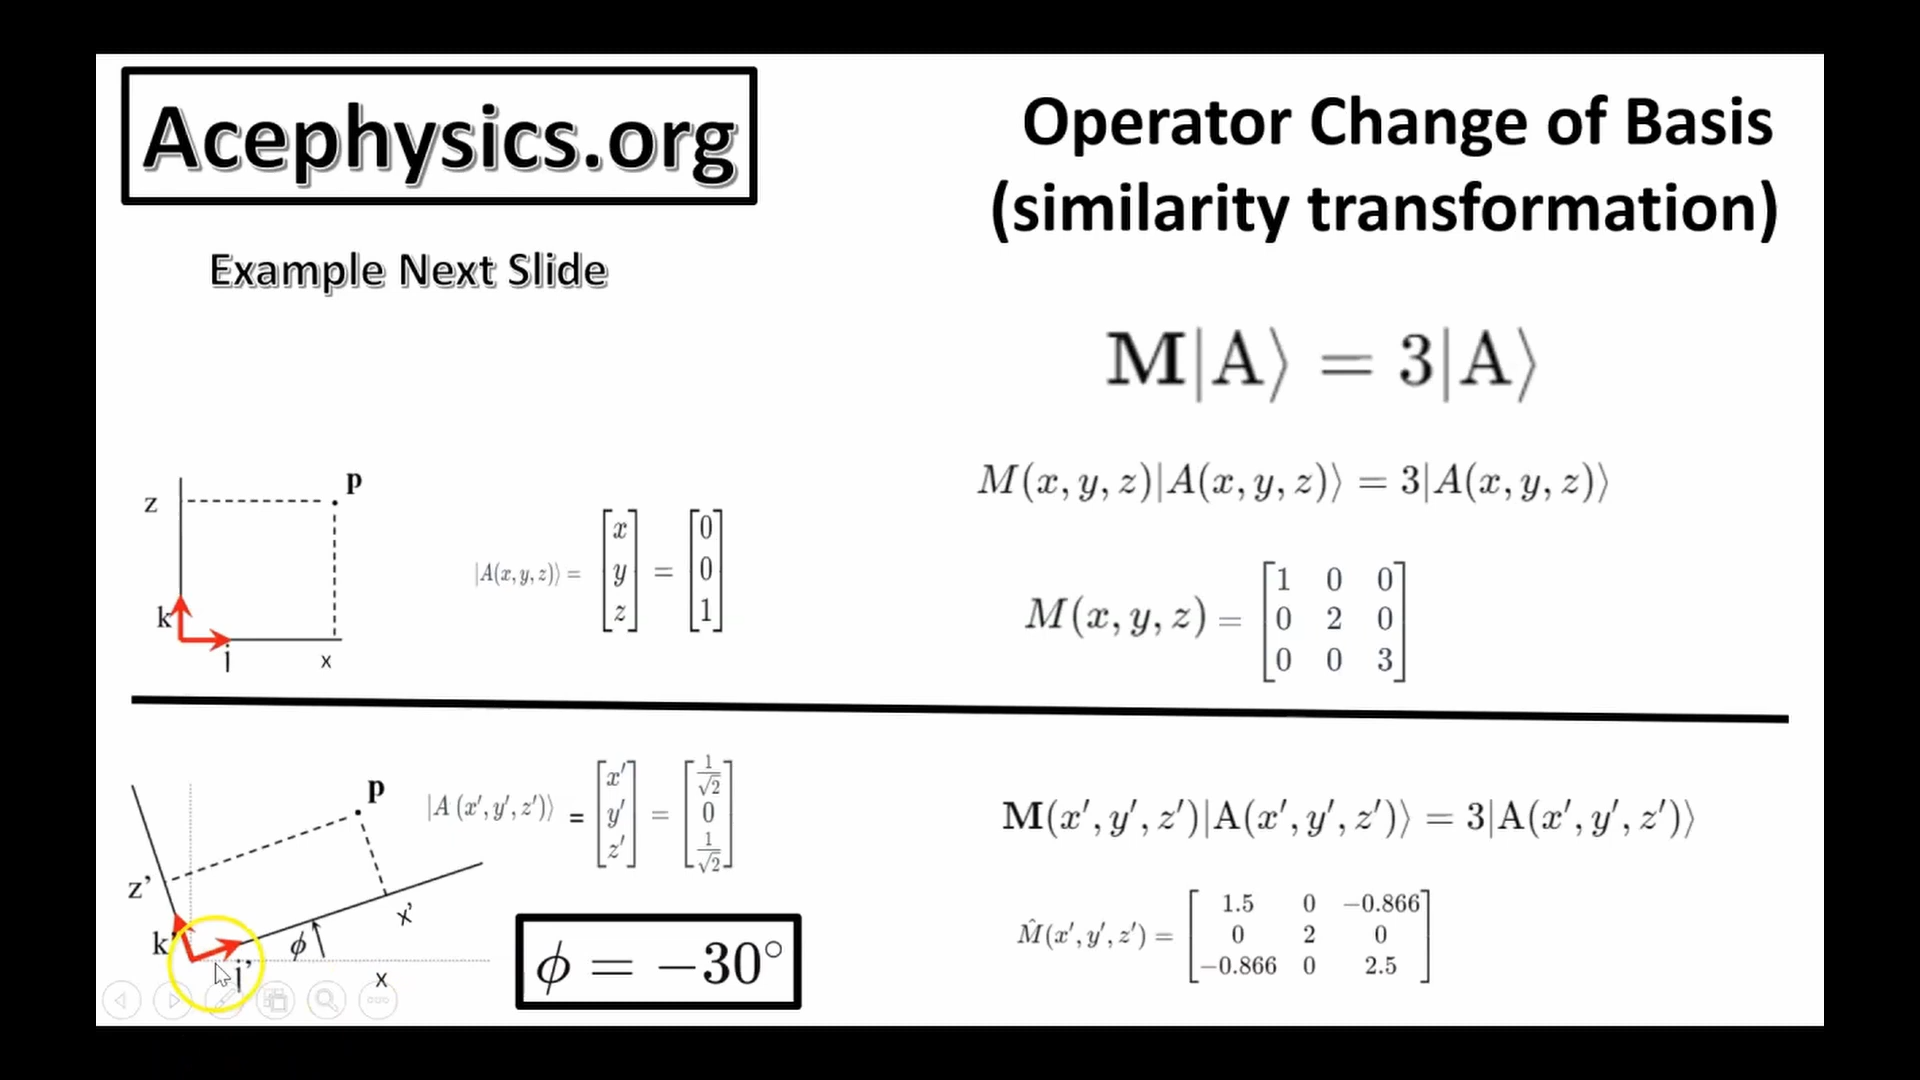 Acephysics.org
Operator Change of Basis
(similarity transformation)
Example Next Slide
M|A⟩ = 3|A⟩
M(x, y, z)|A(x, y, z)⟩ = 3|A(x, y, z)⟩
z
p
k
i
x
|A(x, y, z)⟩ = [x y z] = [0 0 1]
M(x, y, z) = [1 0 0
0 2 0
0 0 3]
p
z’
k’
i’
ϕ
x’
x
|A (x′, y′, z′)⟩ = [x′ y′ z′] = [1/√2 0 1/√2]
ϕ = −30°
M(x′, y′, z′)|A(x′, y′, z′)⟩ = 3|A(x′, y′, z′)⟩
M̂(x′, y′, z′) = [1.5 0 −0.866
0 2 0
−0.866 0 2.5]